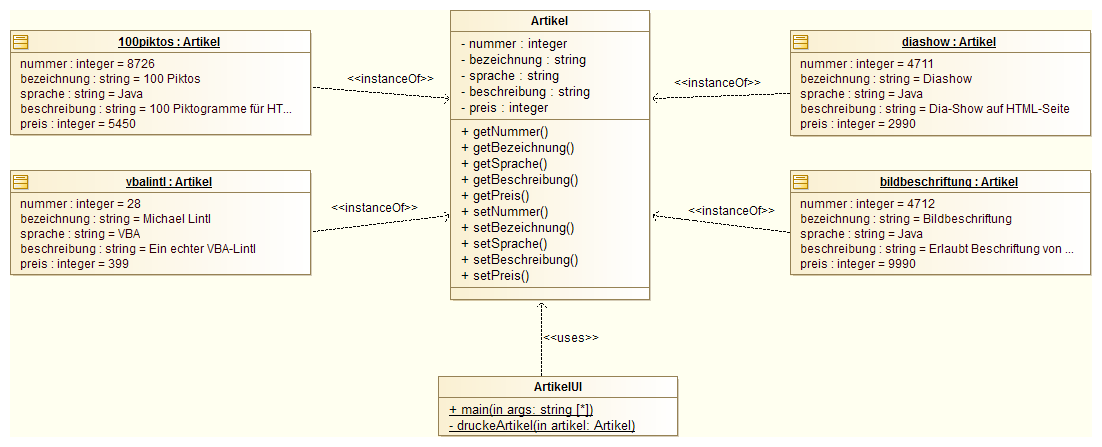 100piktos : Artikel
nummer : integer = 8726
bezeichnung : string = 100 Piktos
sprache : string = Java
beschreibung : string = 100 Piktogramme für HT...
preis : integer = 5450
<<instanceOf>>
vbalintl : Artikel
nummer : integer = 28
bezeichnung : string = Michael Lintl
sprache : string = VBA
beschreibung : string = Ein echter VBA-Lintl
preis : integer = 399
<<instanceOf>>
Artikel
- nummer : integer
- bezeichnung : string
- sprache : string
- beschreibung : string
- preis : integer
+ getNummer()
+ getBezeichnung()
+ getSprache()
+ getBeschreibung()
+ getPreis()
+ setNummer()
+ setBezeichnung()
+ setSprache()
+ setBeschreibung()
+ setPreis()
<<instanceOf>>
diashow : Artikel
nummer : integer = 4711
bezeichnung : string = Diashow
sprache : string = Java
beschreibung : string = Dia-Show auf HTML-Seite
preis : integer = 2990
<<instanceOf>>
bildbeschriftung : Artikel
nummer : integer = 4712
bezeichnung : string = Bildbeschriftung
sprache : string = Java
beschreibung : string = Erlaubt Beschriftung von ...
preis : integer = 9990
<<uses>>
ArtikelUI
+ main(in args: string [*])
- druckeArtikel(in artikel: Artikel)